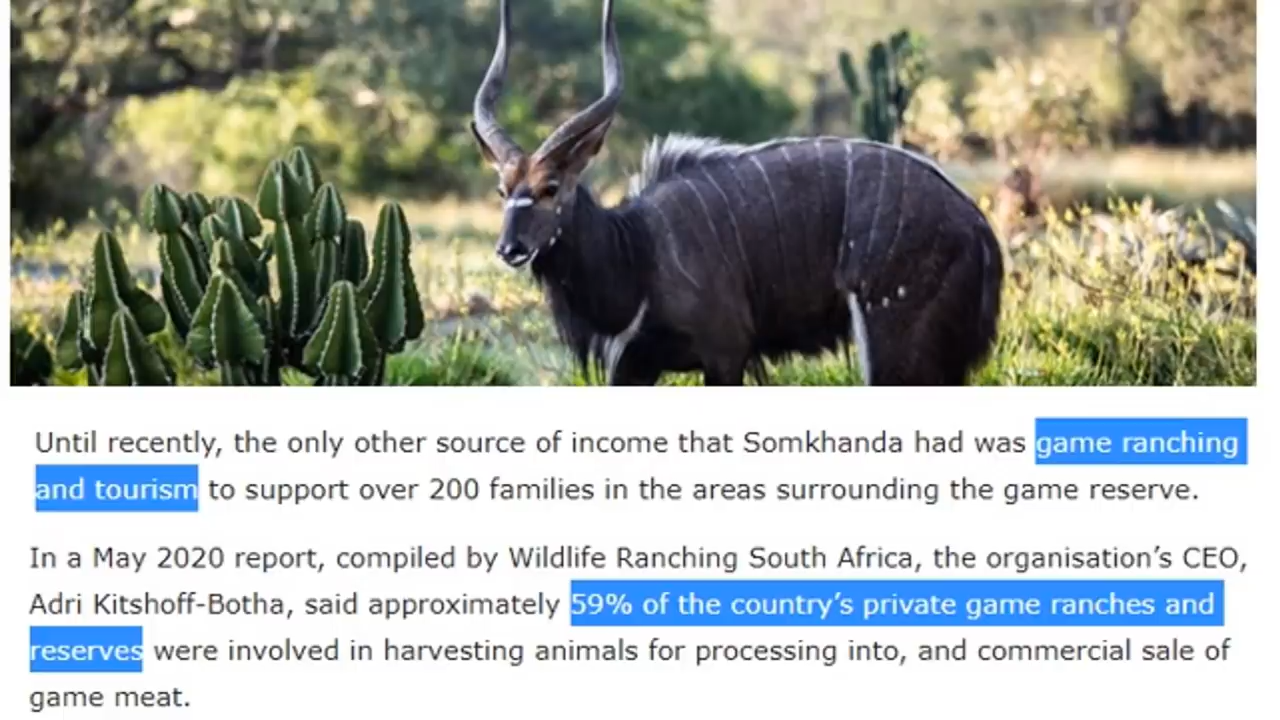 Until recently, the only other source of income that Somkhanda had was game ranching
and tourism to support over 200 families in the areas surrounding the game reserve.
In a May 2020 report, compiled by Wildlife Ranching South Africa, the organisation’s CEO,
Adri Kitshoff-Botha, said approximately 59% of the country’s private game ranches and
reserves were involved in harvesting animals for processing into, and commercial sale of
game meat.